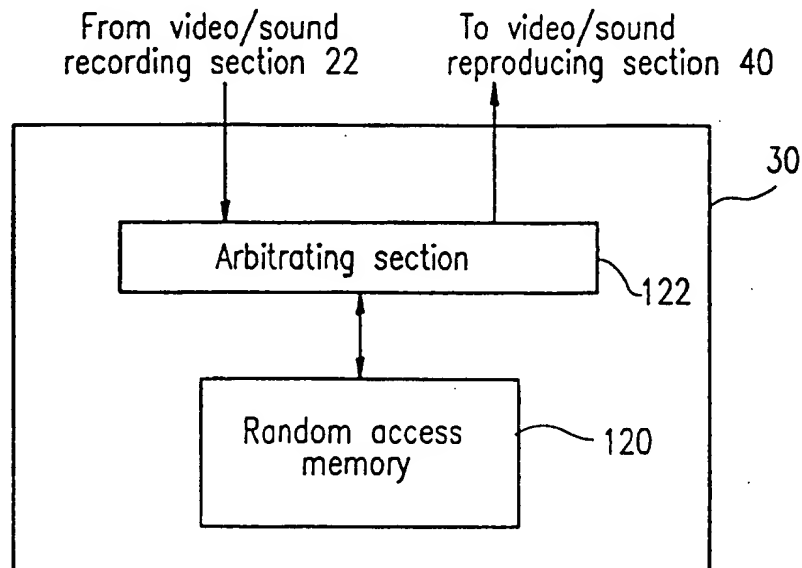 From video/sound
recording section 22
To video/sound
reproducing section 40
30
Arbitrating section
122
Random access
memory
120